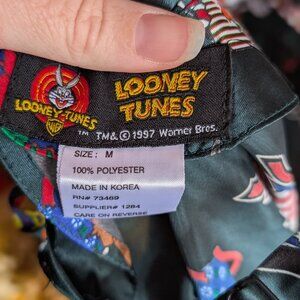 LOONEY TUNES
LOONEY
TUNES
™ TM& © 1997 Warner Bros.
SIZE : M
100% POLYESTER
MADE IN KOREA
RN# 73469
SUPPLIER# 1284
CARE ON REVERSE